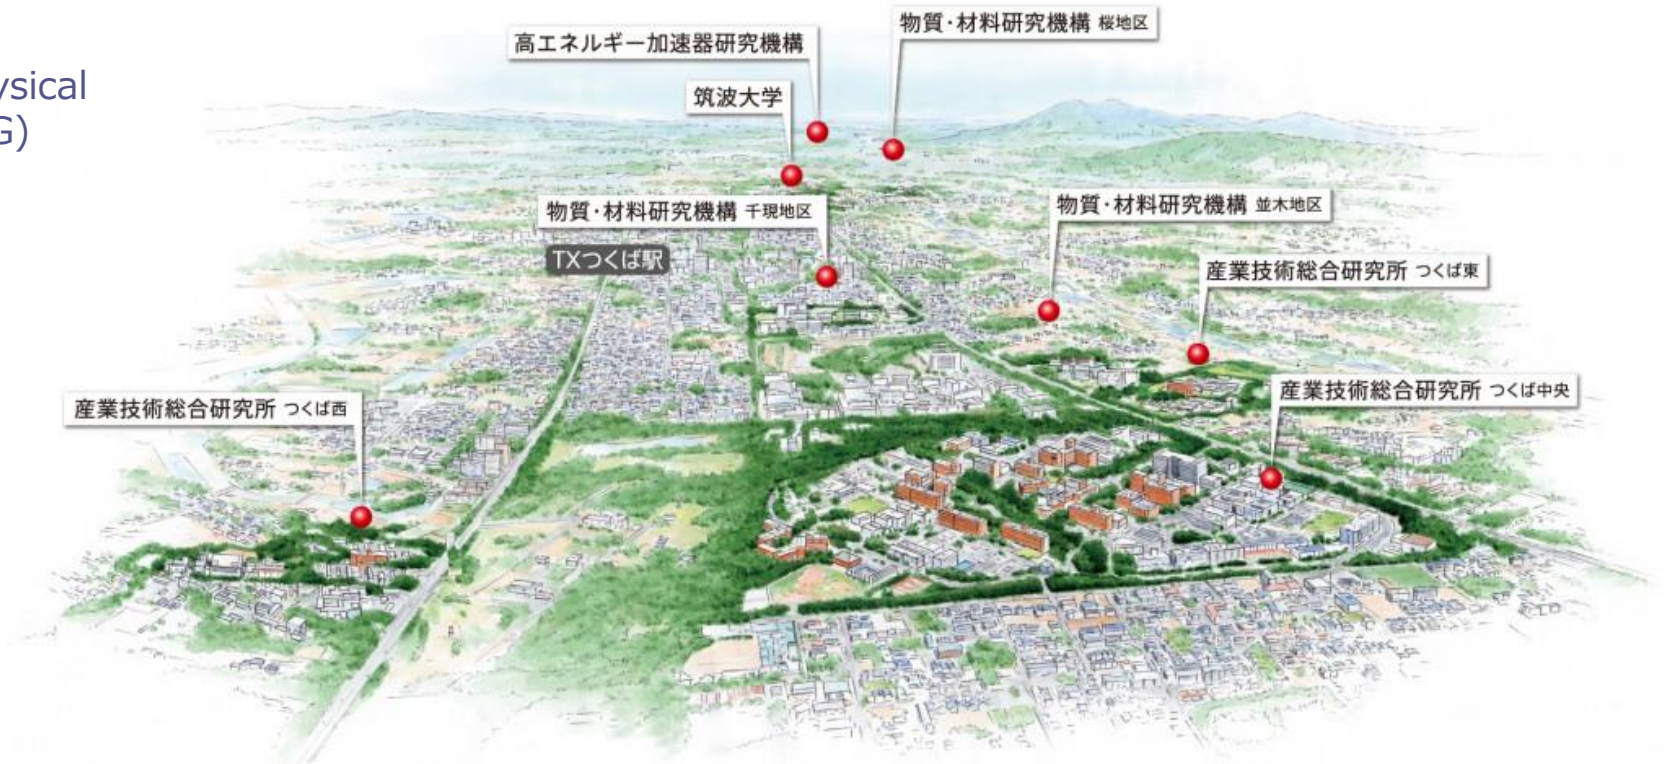 ysical
G)
物質・材料研究機構 桜地区
高エネルギー加速器研究機構
筑波大学
物質・材料研究機構 千現地区
物質・材料研究機構 並木地区
TXつくば駅
産業技術総合研究所 つくば東
産業技術総合研究所 つくば中央
産業技術総合研究所 つくば西